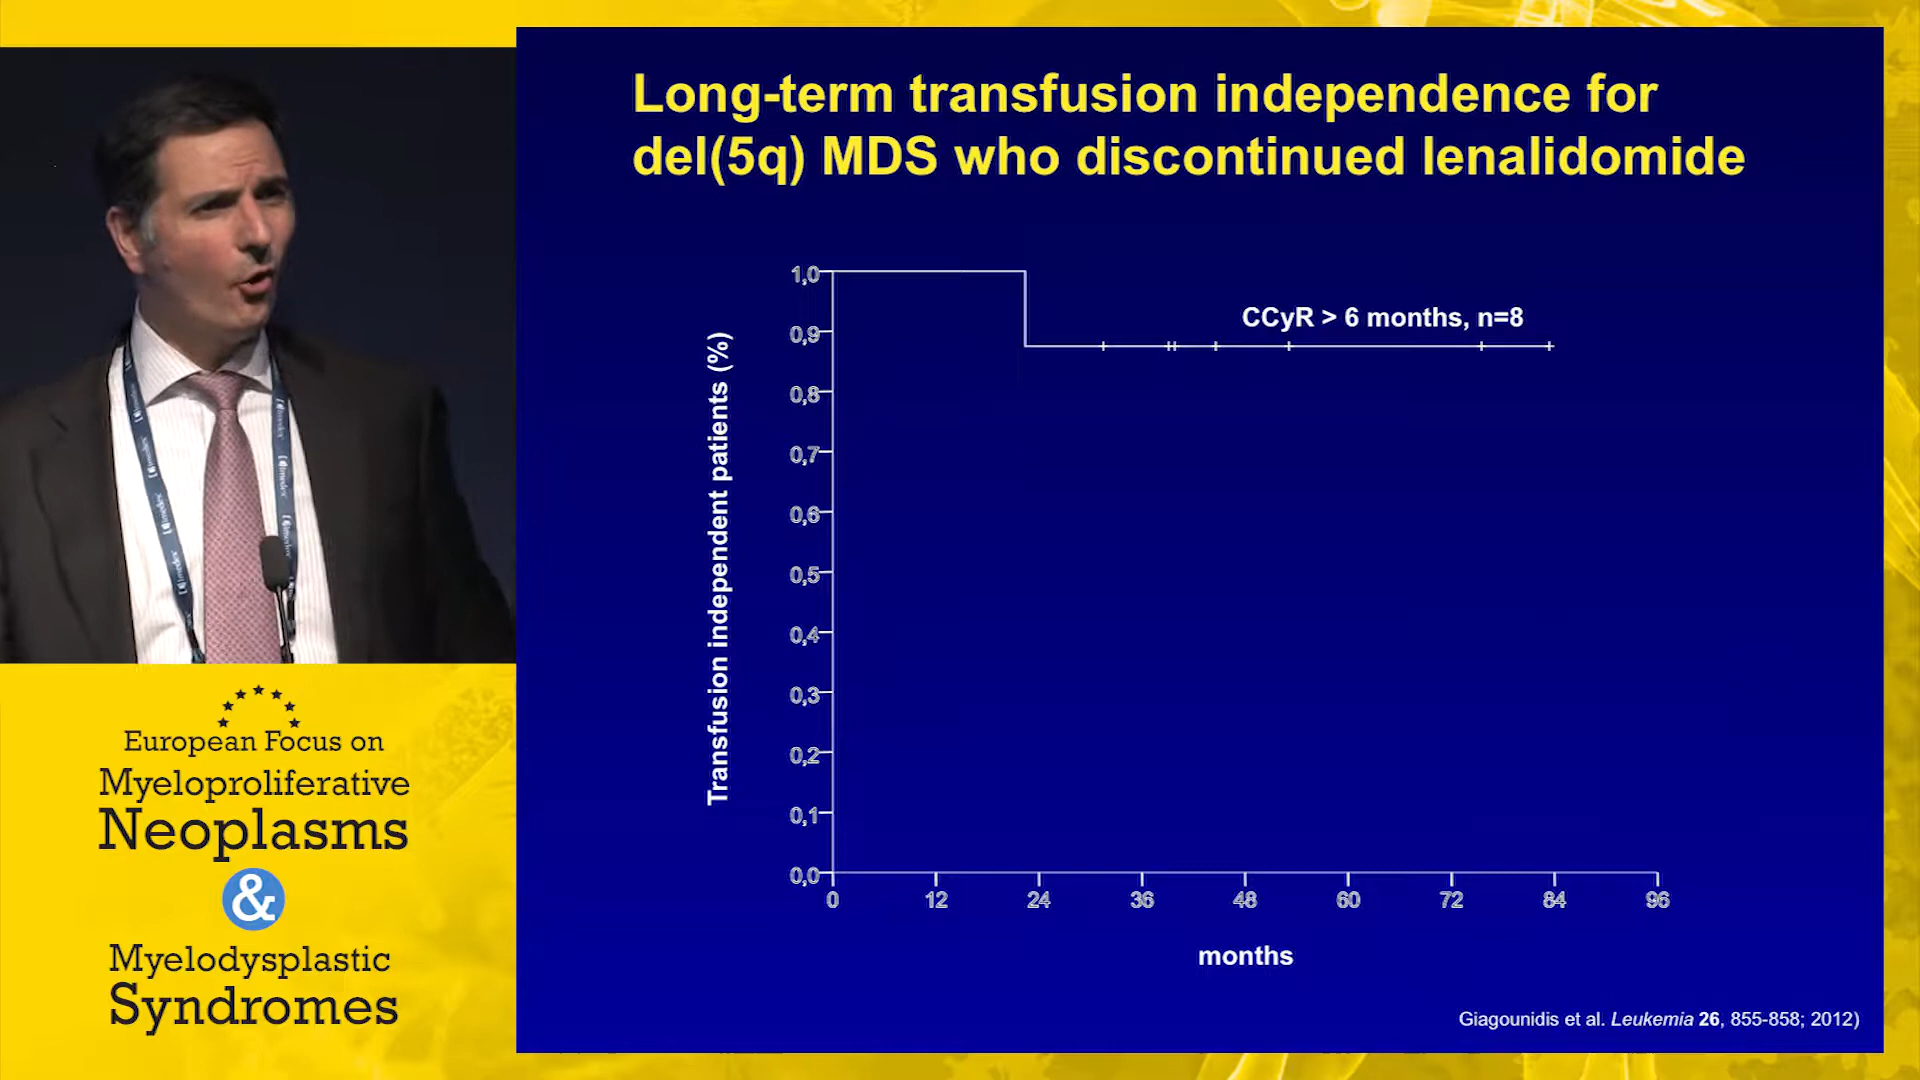 Long-term transfusion independence for
del(5q) MDS who discontinued lenalidomide
CCyR > 6 months, n=8
Transfusion independent patients (%)
1,0
0,9
0,8
0,7
0,6
0,5
0,4
0,3
0,2
0,1
0,0
0 12 24 36 48 60 72 84 96
months
Giagounidis et al. Leukemia 26, 855-858; 2012)
European Focus on
Myeloproliferative
Neoplasms
&
Myelodysplastic
Syndromes
imedex